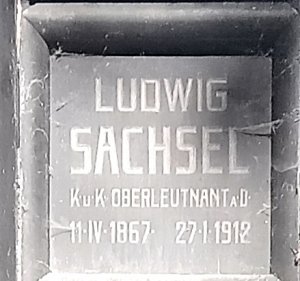 LUDWIG
SACHSEL
K.u.K. OBERLEUTNANT A.D.
11·IV·1867· 27·I·1912